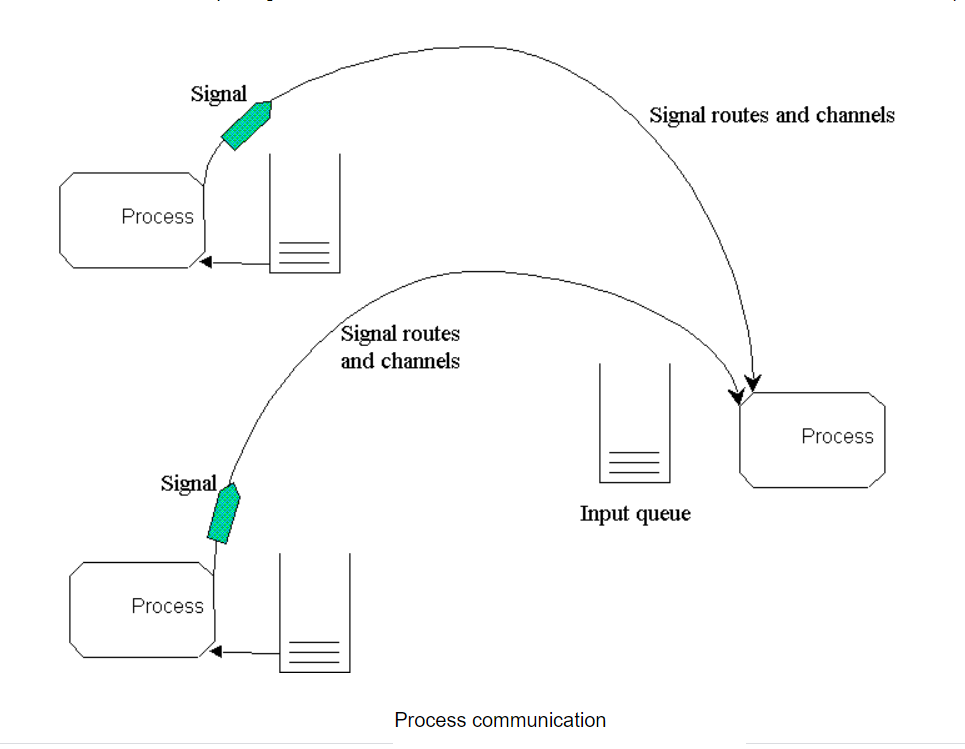 Signal
Signal routes and channels
Process
Signal routes
and channels
Process
Signal
Input queue
Process
Process communication